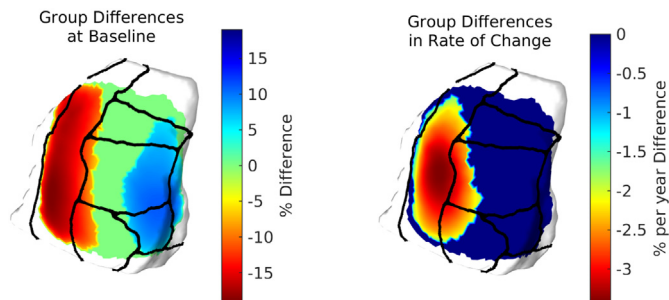 Group Differences
at Baseline
15
10
5
0
-5
-10
-15
% Difference
Group Differences
in Rate of Change
0
-0.5
-1
-1.5
-2
-2.5
-3
% per year Difference